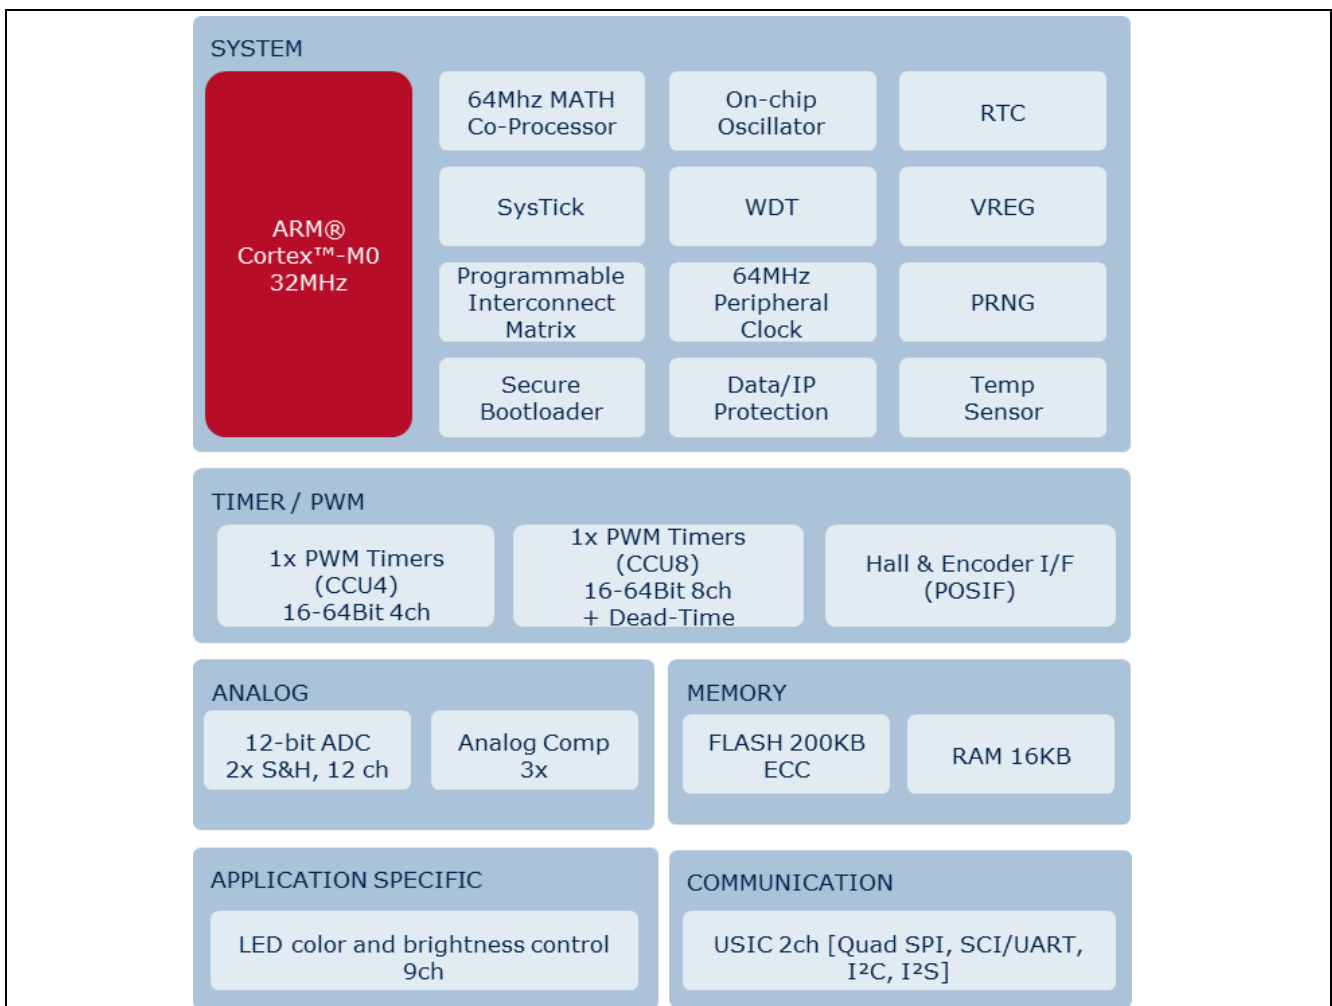 SYSTEM
ARM®
Cortex™-M0
32MHz
64Mhz MATH
Co-Processor
On-chip
Oscillator
RTC
SysTick
WDT
VREG
Programmable
Interconnect
Matrix
64MHz
Peripheral
Clock
PRNG
Secure
Bootloader
Data/IP
Protection
Temp
Sensor
TIMER / PWM
1x PWM Timers
(CCU4)
16-64Bit 4ch
1x PWM Timers
(CCU8)
16-64Bit 8ch
+ Dead-Time
Hall & Encoder I/F
(POSIF)
ANALOG
12-bit ADC
2x S&H, 12 ch
Analog Comp
3x
MEMORY
FLASH 200KB
ECC
RAM 16KB
APPLICATION SPECIFIC
LED color and brightness control
9ch
COMMUNICATION
USIC 2ch [Quad SPI, SCI/UART,
I²C, I²S]